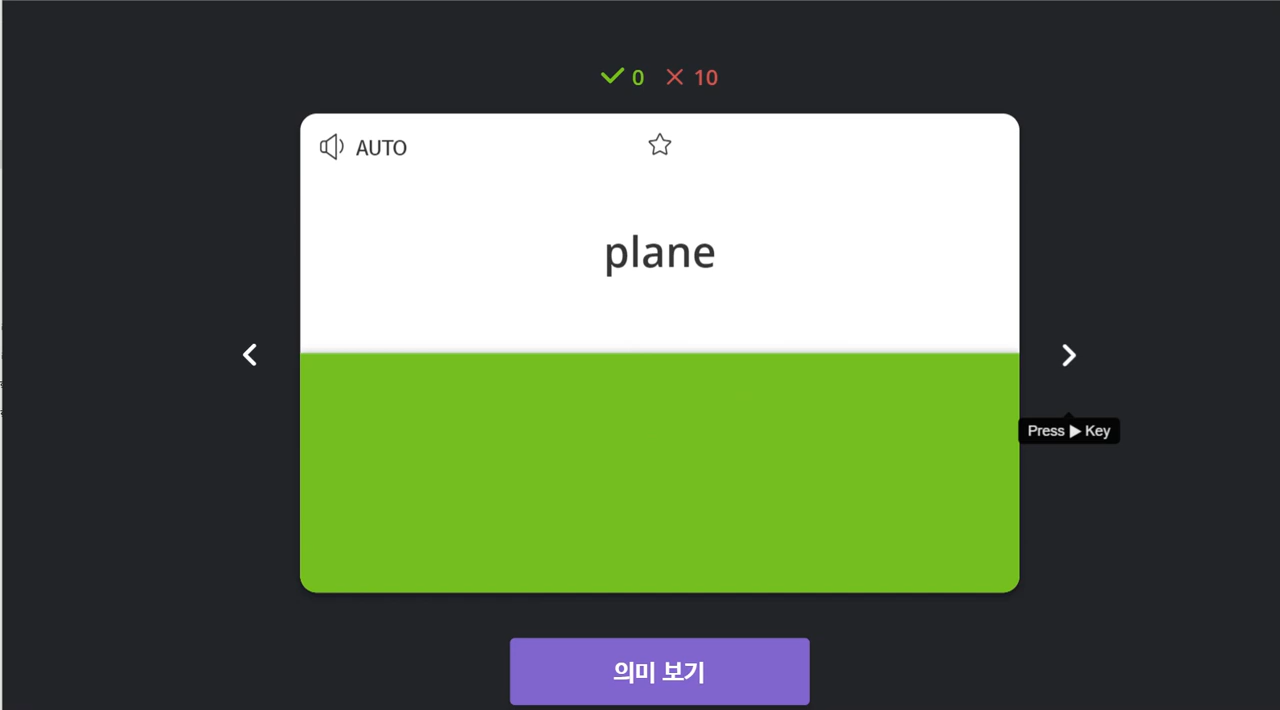 0 10
AUTO
plane
Press ▶ Key
의미 보기